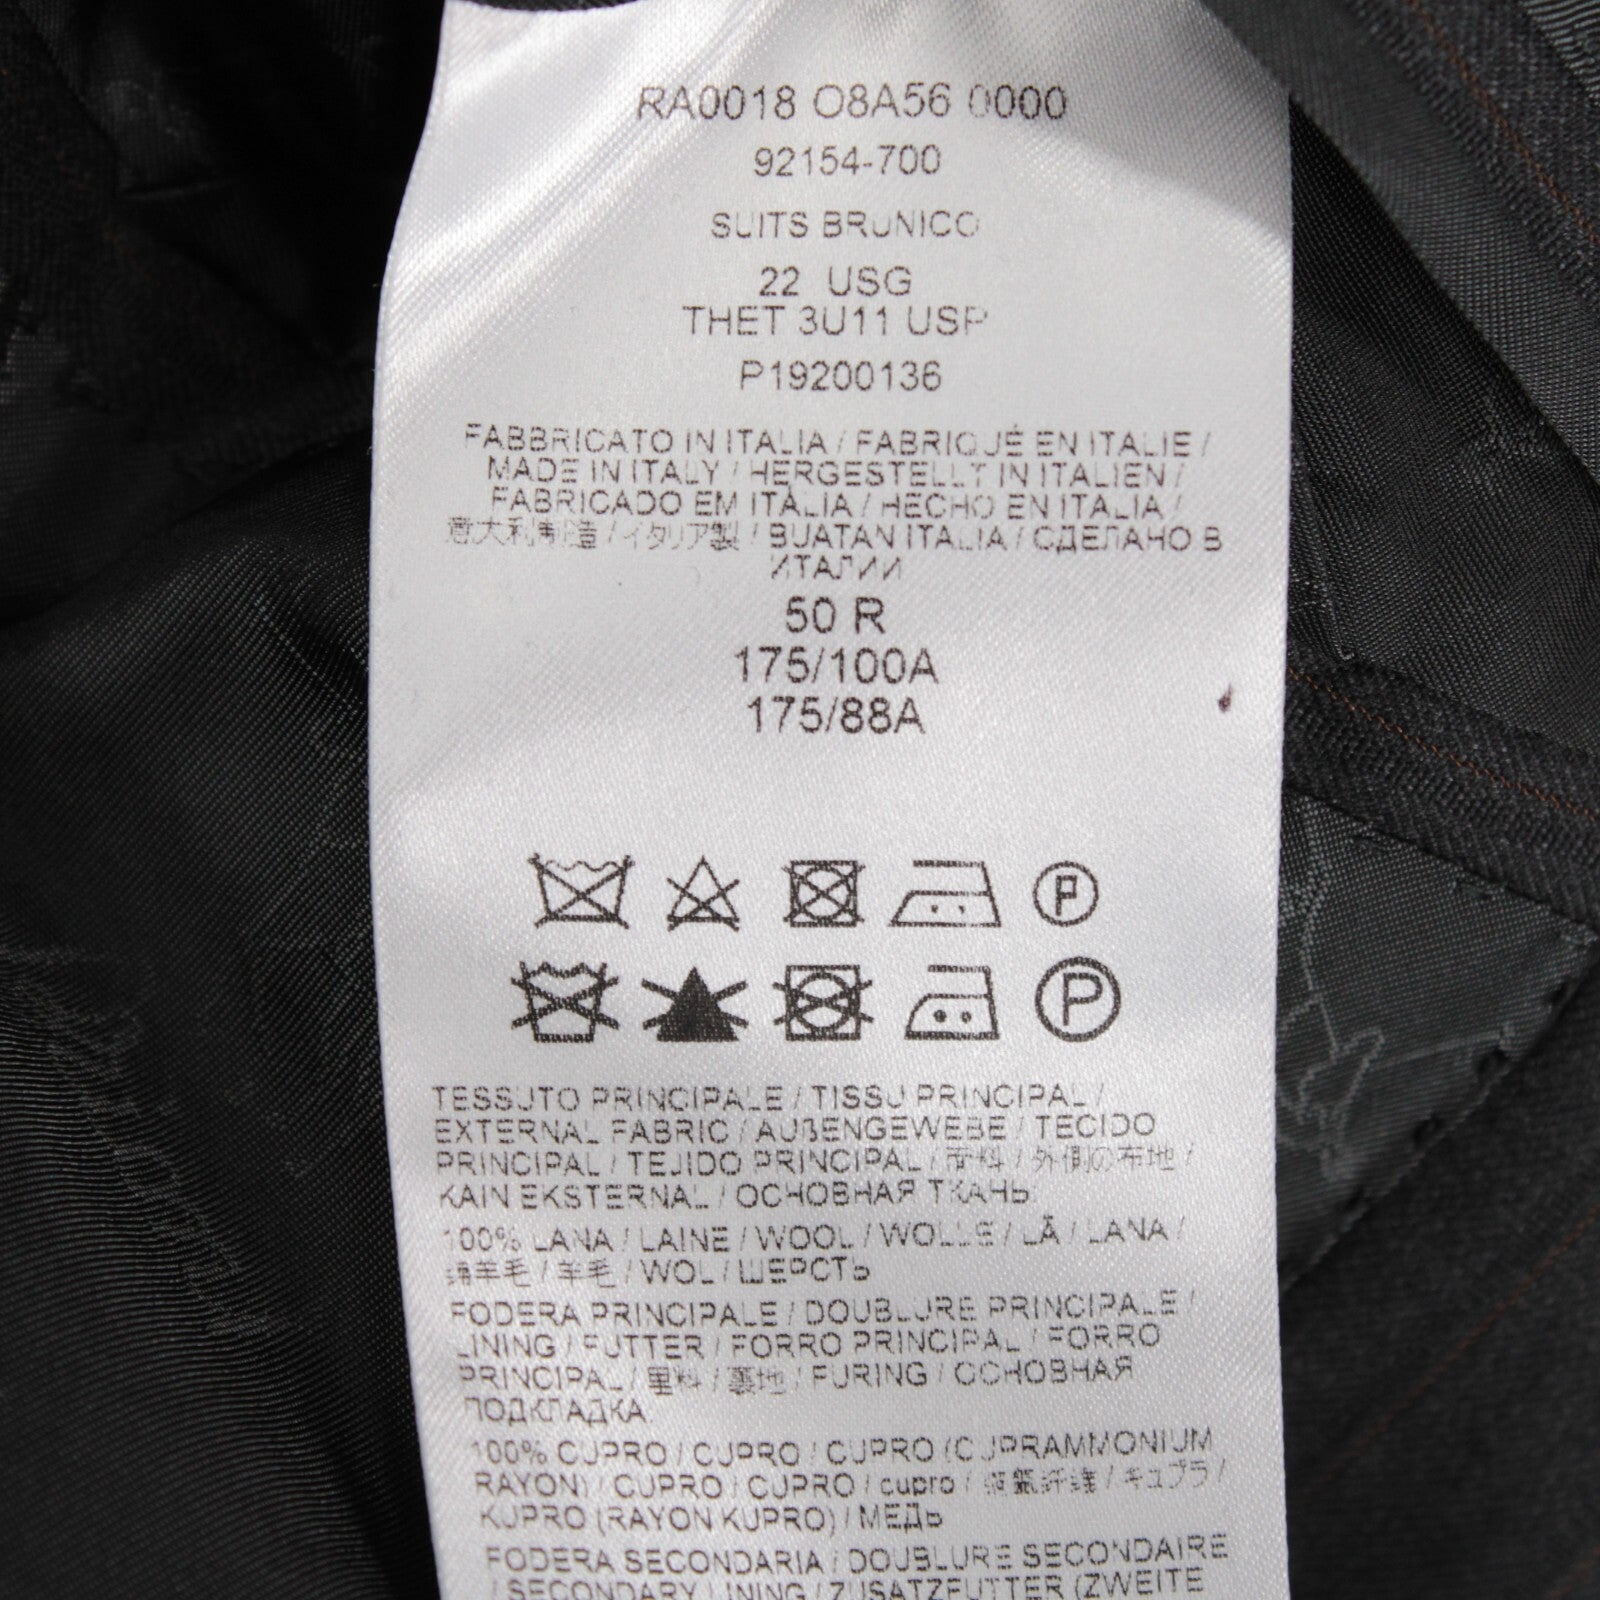 RA0018 O8A56 0000
92154-700
SUITS BRUNICO
22 USG
THET 3U11 USP
P19200136
FABBRICATO IN ITALIA / FABRIQUÉ EN ITALIE /
MADE IN ITALY / HERGESTELLT IN ITALIEN /
FABRICADO EM ITÁLIA / HECHO EN ITALIA /
意大利制造 / イタリア製 / BUATAN ITALIA / СДЕЛАНО В
ИТАЛИИ
50 R
175/100A
175/88A
P
P
TESSUTO PRINCIPALE / TISSU PRINCIPAL /
EXTERNAL FABRIC / AUßENGEWEBE / TECIDO
PRINCIPAL / TEJIDO PRINCIPAL / 面料 / 外側の布地 /
KAIN EKSTERNAL / ОСНОВНАЯ ТКАНЬ:
100% LANA / LAINE / WOOL / WOLLE / LÃ / LANA /
绵羊毛 / 羊毛 / WOL / ШЕРСТЬ
FODERA PRINCIPALE / DOUBLURE PRINCIPALE /
LINING / FUTTER / FORRO PRINCIPAL / FORRO
PRINCIPAL / 里料 / 裏地 / FURING / ОСНОВНАЯ
ПОДКЛАДКА:
100% CUPRO / CUPRO / CUPRO (CUPRAMMONIUM
RAYON) / CUPRO / CUPRO / cupro / 铜氨纤维 / キュプラ /
KUPRO (RAYON KUPRO) / МЕДЬ
FODERA SECONDARIA / DOUBLURE SECONDAIRE
/ SECONDARY LINING / ZUSATZFUTTER (ZWEITE